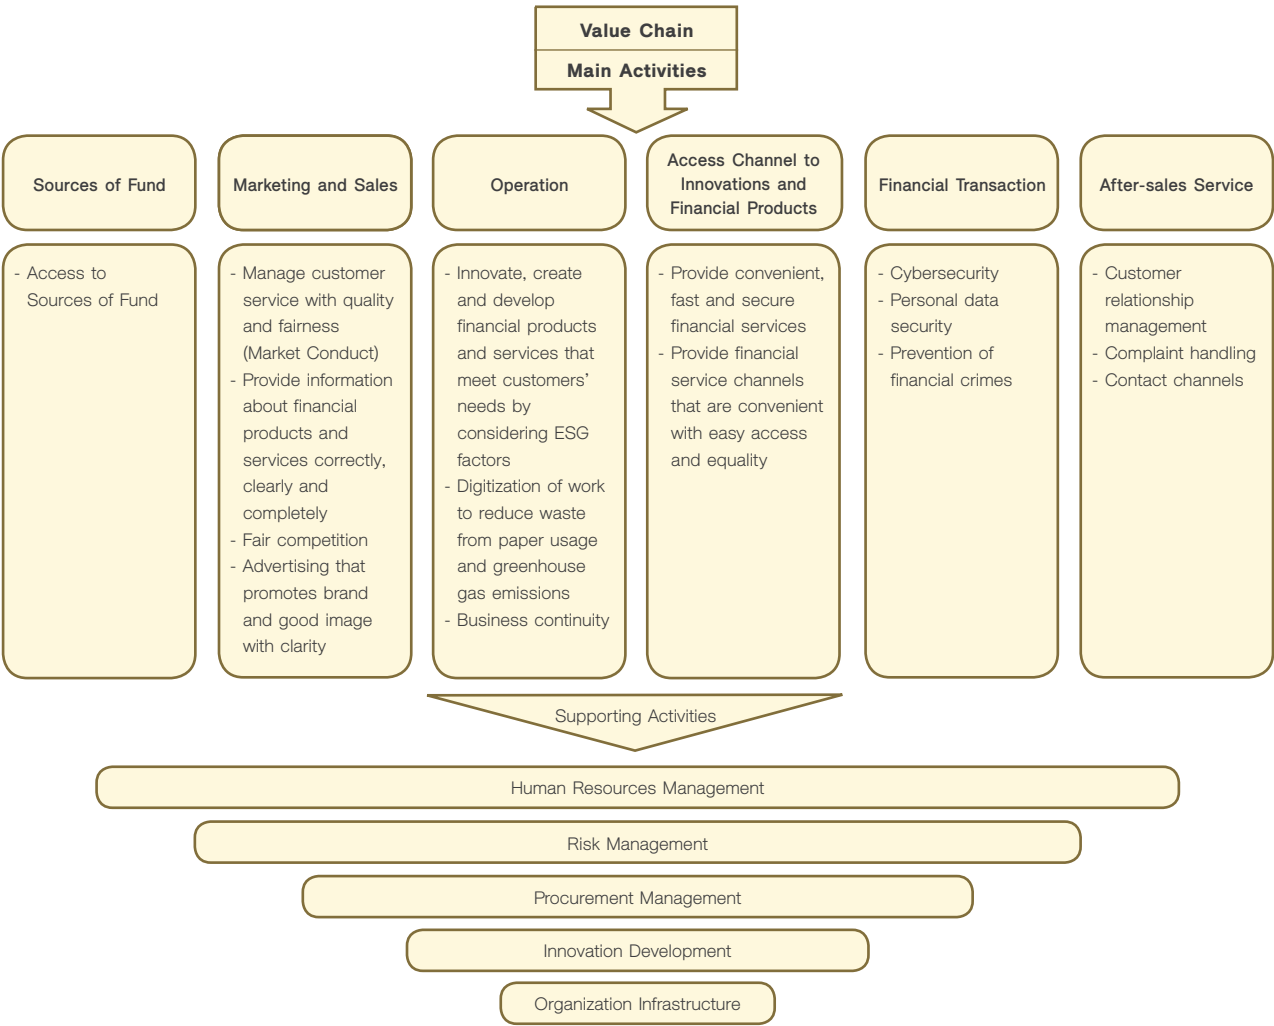 Value Chain
Main Activities
Sources of Fund
- Access to
Sources of Fund
Marketing and Sales
- Manage customer
service with quality
and fairness
(Market Conduct)
- Provide information
about financial
products and
services correctly,
clearly and
completely
- Fair competition
- Advertising that
promotes brand
and good image
with clarity
Operation
- Innovate, create
and develop
financial products
and services that
meet customers’
needs by
considering ESG
factors
- Digitization of work
to reduce waste
from paper usage
and greenhouse
gas emissions
- Business continuity
Access Channel to
Innovations and
Financial Products
- Provide convenient,
fast and secure
financial services
- Provide financial
service channels
that are convenient
with easy access
and equality
Financial Transaction
- Cybersecurity
- Personal data
security
- Prevention of
financial crimes
After-sales Service
- Customer
relationship
management
- Complaint handling
- Contact channels
Supporting Activities
Human Resources Management
Risk Management
Procurement Management
Innovation Development
Organization Infrastructure